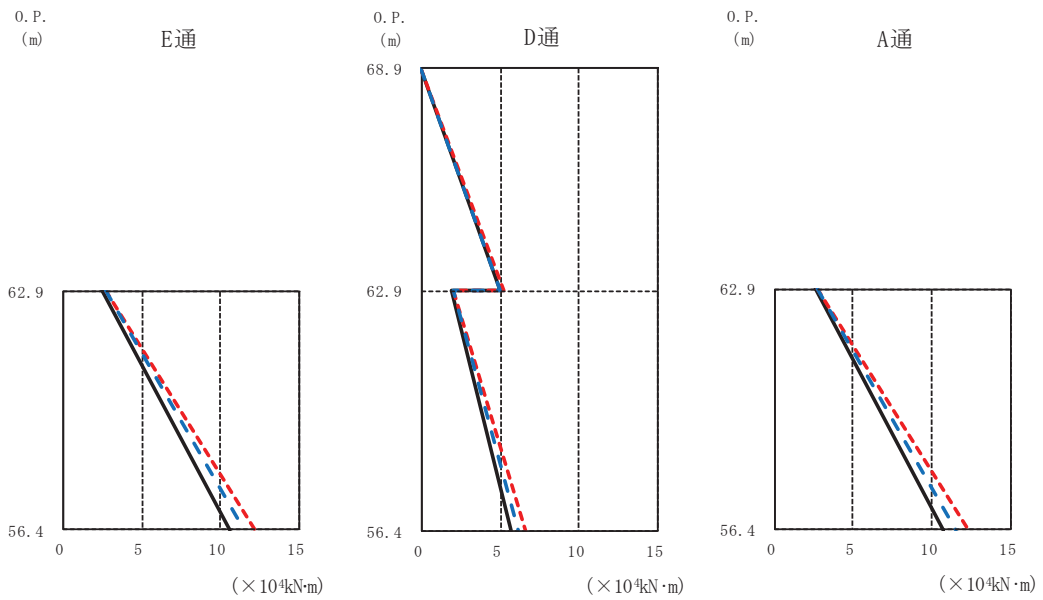 O.P.
(m)
E通
62.9
56.4
0 5 10 15
(×10⁴kN·m)
O.P.
(m)
D通
68.9
62.9
56.4
0 5 10 15
(×10⁴kN·m)
O.P.
(m)
A通
62.9
56.4
0 5 10 15
(×10⁴kN·m)